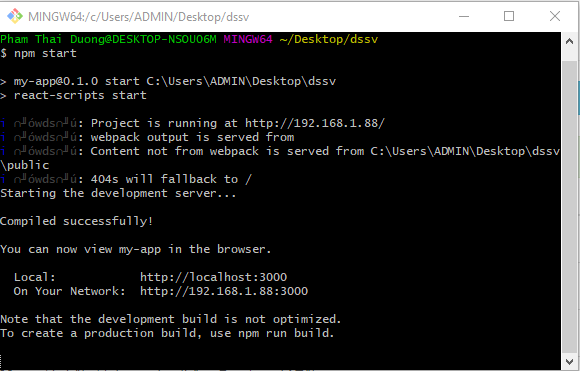 MINGW64:/c/Users/ADMIN/Desktop/dssv
Pham Thai Duong@DESKTOP-NSOUO6M MINGW64 ~/Desktop/dssv
$ npm start
> my-app@0.1.0 start C:\Users\ADMIN\Desktop\dssv
> react-scripts start
: Project is running at http://192.168.1.88/
: webpack output is served from
: Content not from webpack is served from C:\Users\ADMIN\Desktop\dssv
\public
: 404s will fallback to /
Starting the development server...
Compiled successfully!
You can now view my-app in the browser.
Local: http://localhost:3000
On Your Network: http://192.168.1.88:3000
Note that the development build is not optimized.
To create a production build, use npm run build.